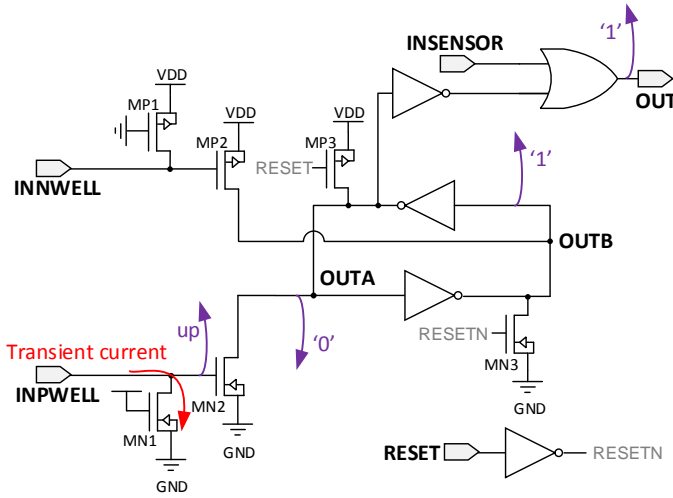 INSENSOR
'1'
OUT
VDD
MP1
VDD
MP2
VDD
MP3
RESET
INNWELL
'1'
OUTB
OUTA
up
'0'
RESETN
Transient current
INPWELL
MN1
MN2
MN3
GND
GND
GND
RESET
RESETN